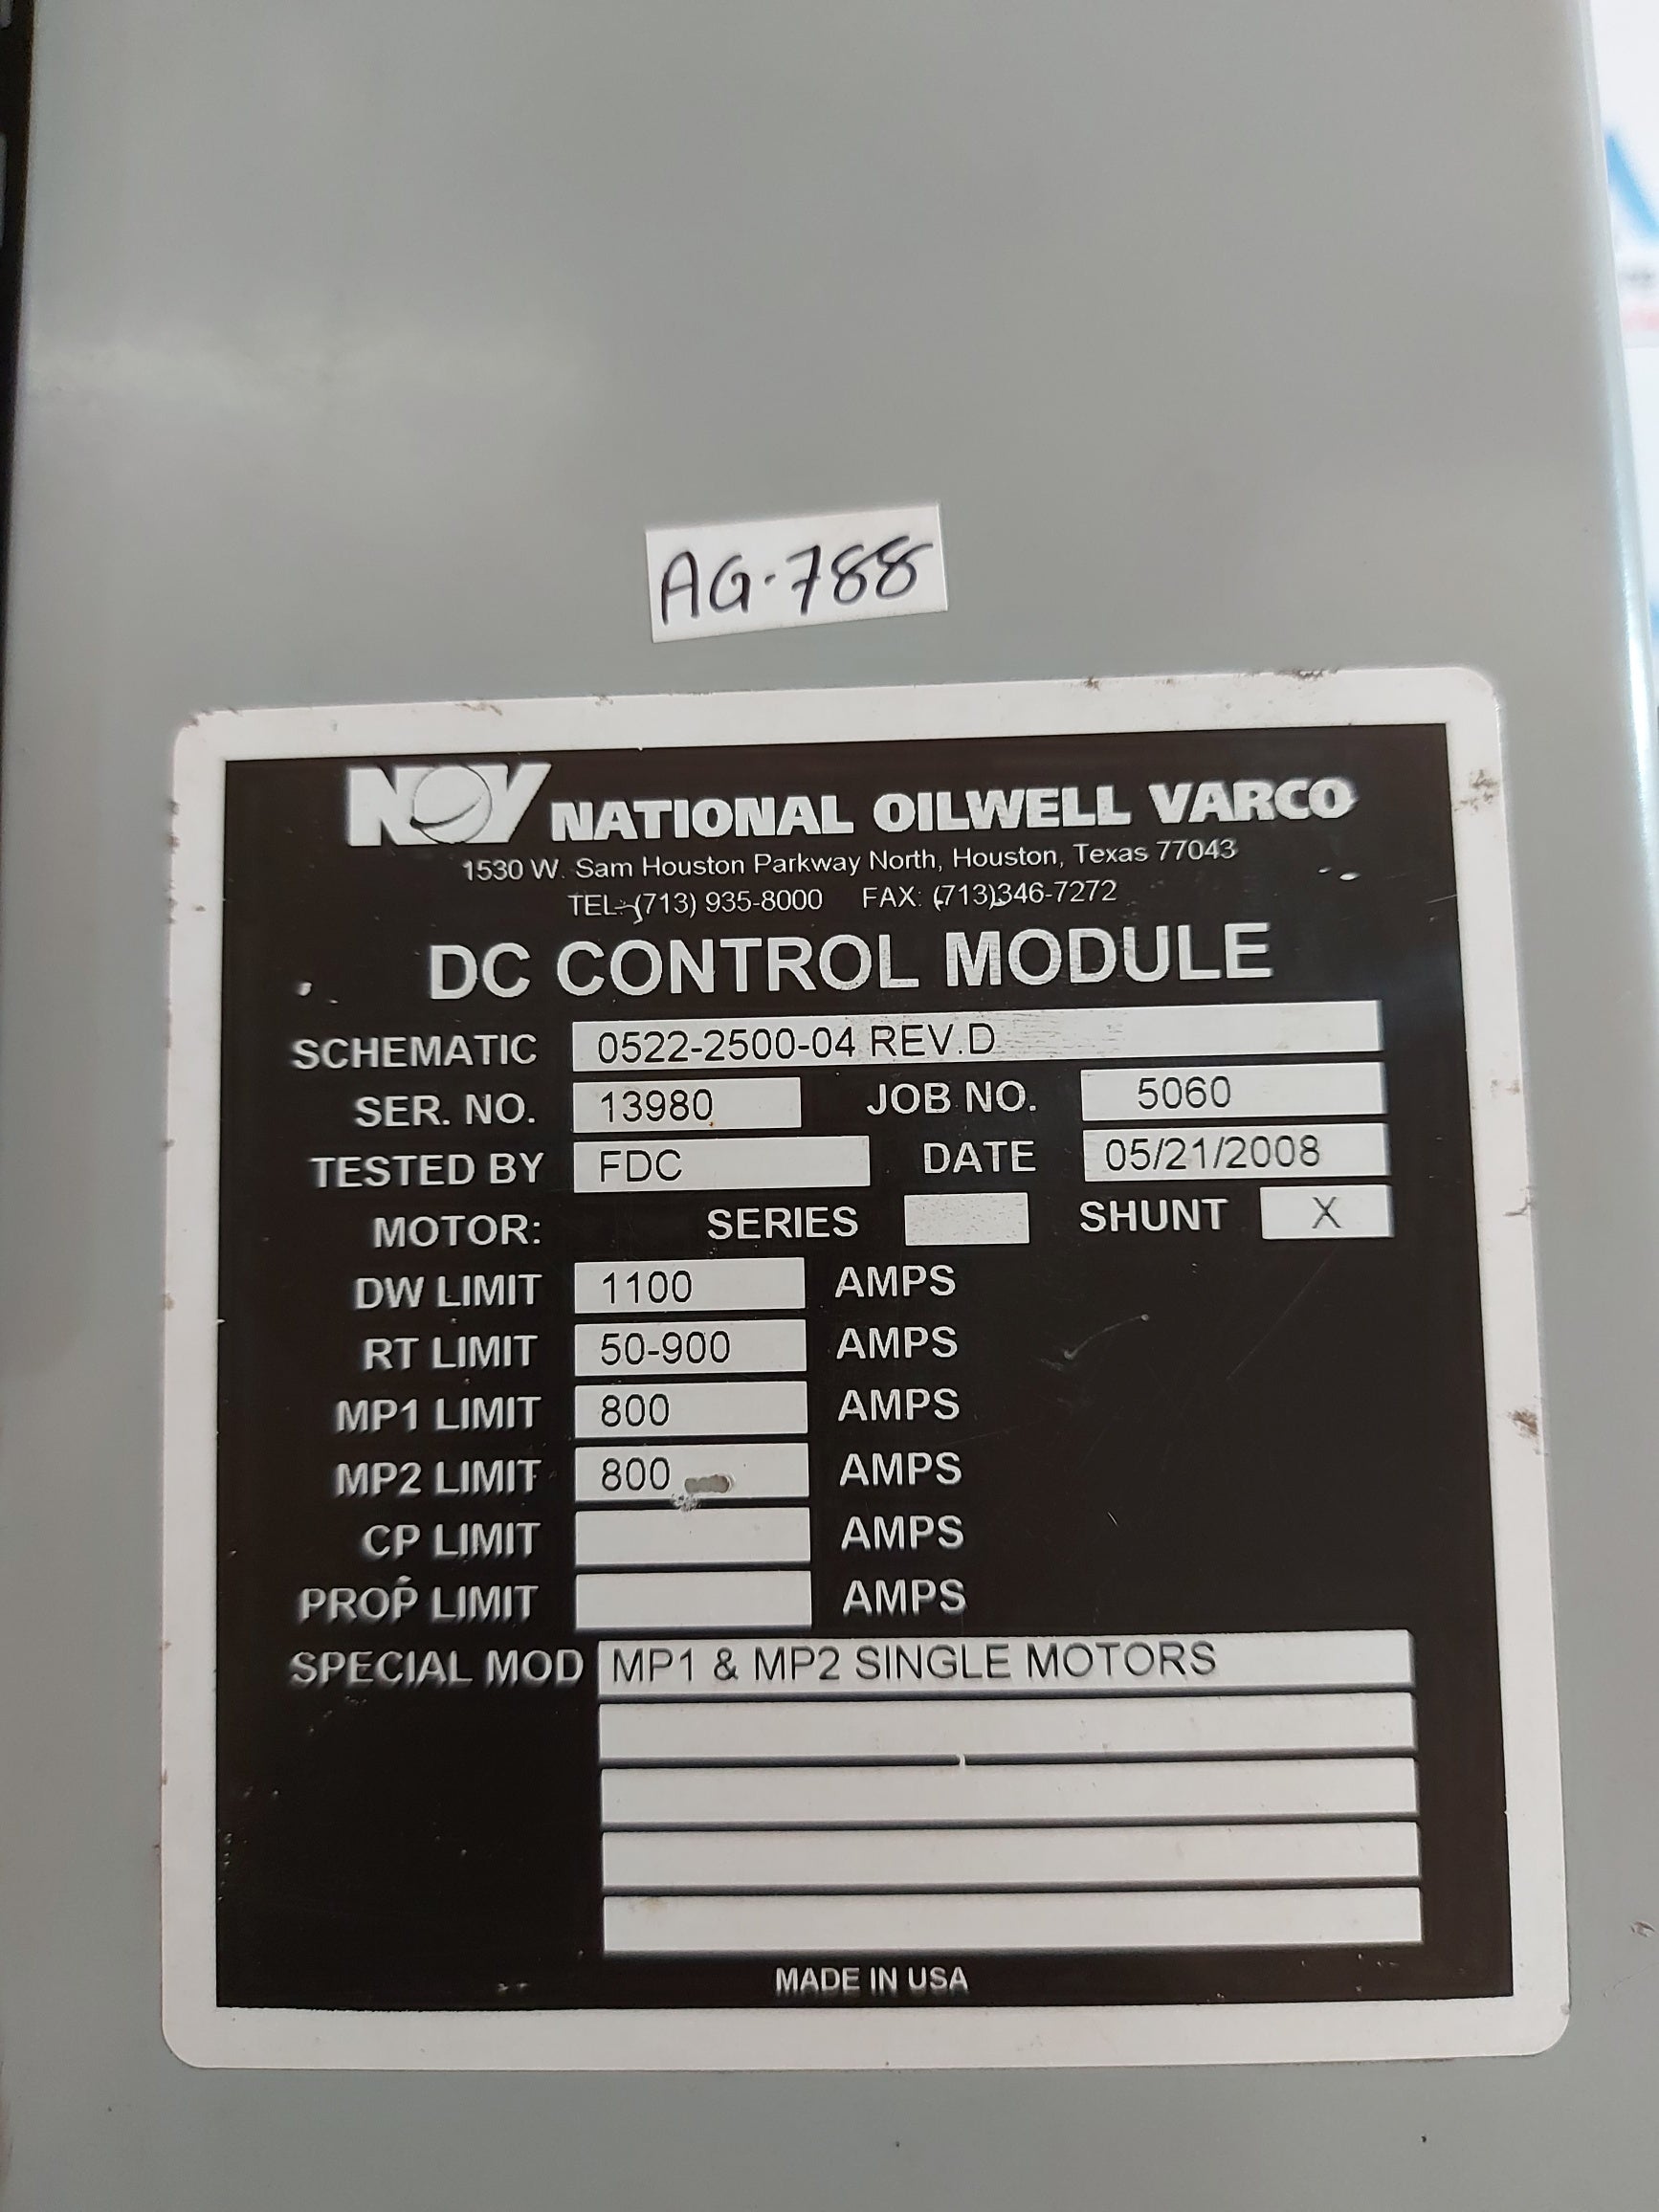 AG-788
NOV NATIONAL OILWELL VARCO
1530 W. Sam Houston Parkway North, Houston, Texas 77043
TEL: (713) 935-8000 FAX: (713)346-7272
DC CONTROL MODULE
SCHEMATIC 0522-2500-04 REV.D
SER. NO. 13980 JOB NO. 5060
TESTED BY FDC DATE 05/21/2008
MOTOR: SERIES SHUNT X
DW LIMIT 1100 AMPS
RT LIMIT 50-900 AMPS
MP1 LIMIT 800 AMPS
MP2 LIMIT 800 AMPS
CP LIMIT AMPS
PROP LIMIT AMPS
SPECIAL MOD MP1 & MP2 SINGLE MOTORS
MADE IN USA